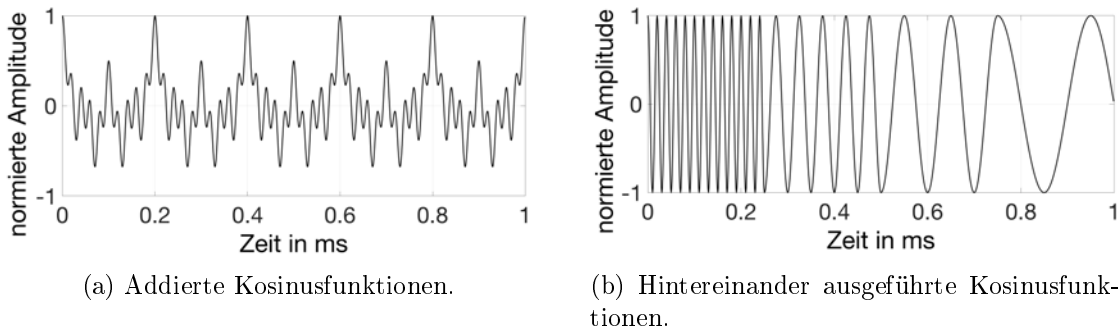 normierte Amplitude
1
0
-1
0
0.2
0.4
0.6
0.8
1
Zeit in ms
(a) Addierte Kosinusfunktionen.
normierte Amplitude
1
0
-1
0
0.2
0.4
0.6
0.8
1
Zeit in ms
(b) Hintereinander ausgeführte Kosinusfunk-
tionen.